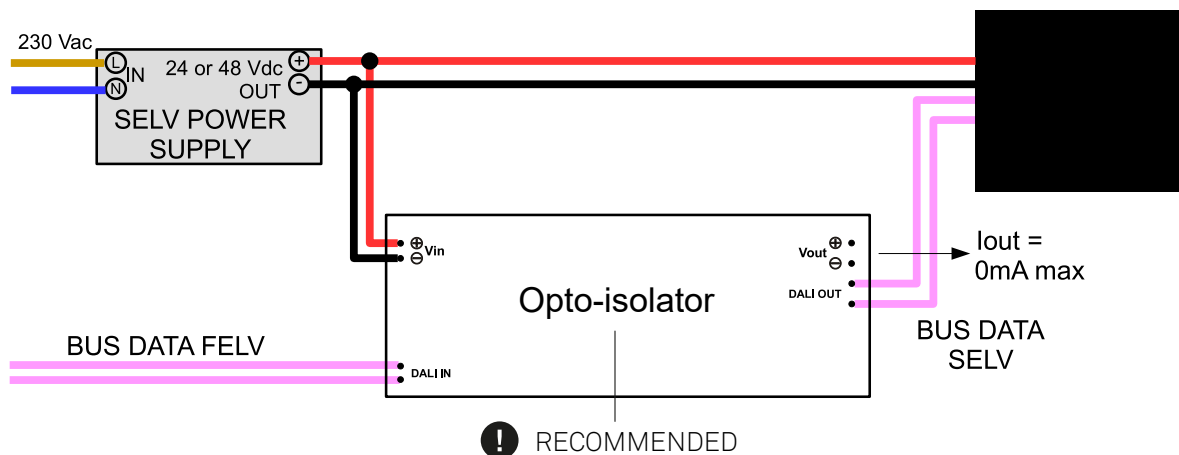 230 Vac
L
IN
N
24 or 48 Vdc
OUT
+
-
SELV POWER
SUPPLY
⊕
Vin
⊖
Vout
⊕
⊖
Iout =
0mA max
Opto-isolator
DALI OUT
BUS DATA
SELV
BUS DATA FELV
DALI IN
! RECOMMENDED